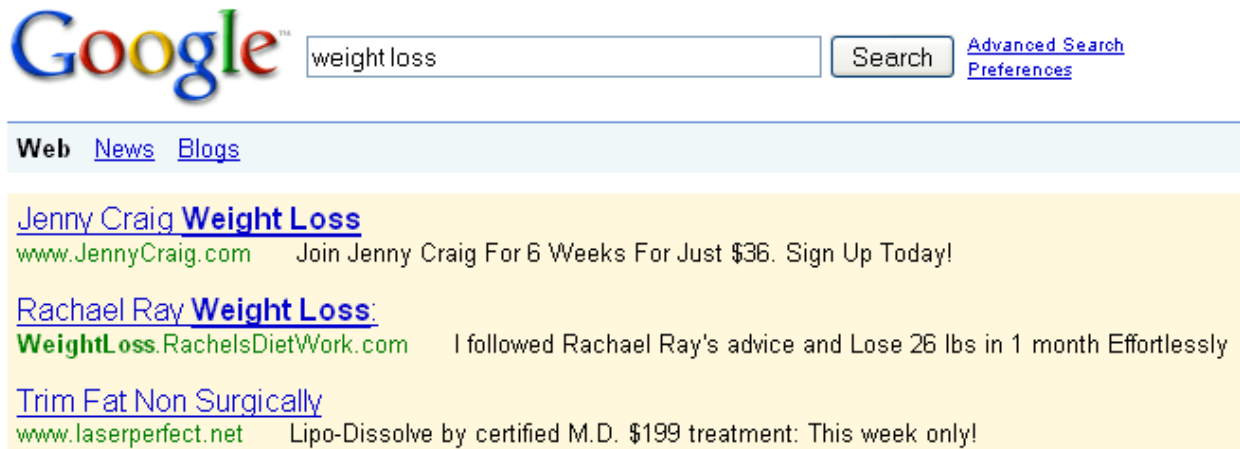 Google™ weight loss Search Advanced Search
Preferences
Web News Blogs
Jenny Craig Weight Loss
www.JennyCraig.com Join Jenny Craig For 6 Weeks For Just $36. Sign Up Today!
Rachael Ray Weight Loss:
WeightLoss.RachelsDietWork.com I followed Rachael Ray's advice and Lose 26 lbs in 1 month Effortlessly
Trim Fat Non Surgically
www.laserperfect.net Lipo-Dissolve by certified M.D. $199 treatment: This week only!